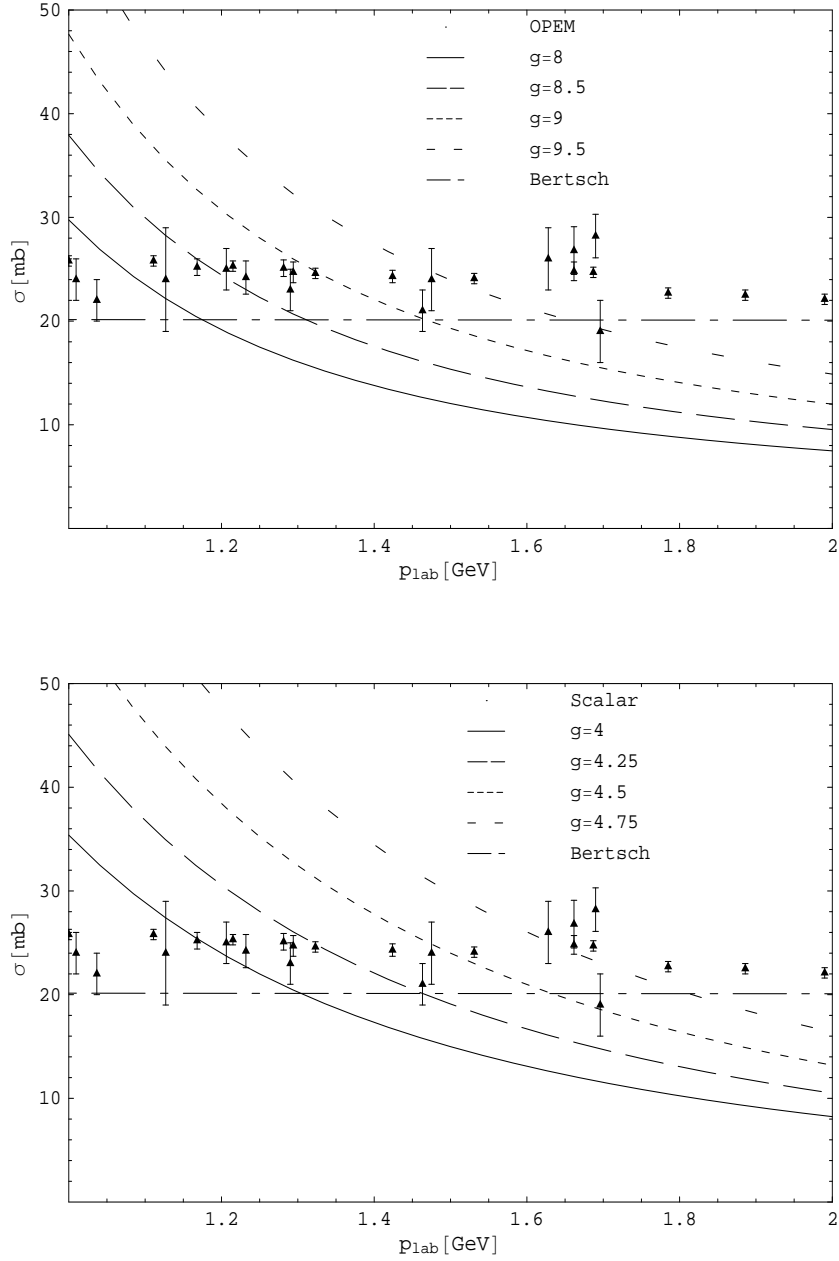 50
40
30
20
10
σ[mb]
OPEM
g=8
g=8.5
g=9
g=9.5
Bertsch
1.2 1.4 1.6 1.8 2
p_lab[GeV]
50
40
30
20
10
σ[mb]
Scalar
g=4
g=4.25
g=4.5
g=4.75
Bertsch
1.2 1.4 1.6 1.8 2
p_lab[GeV]